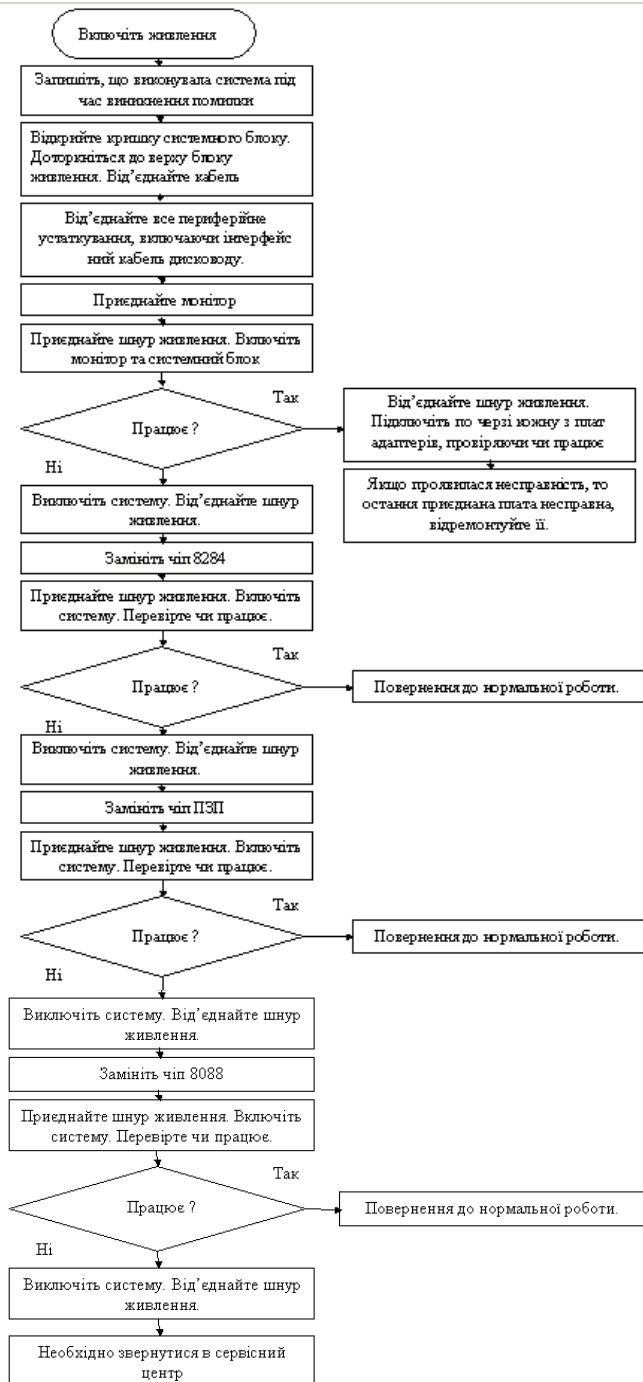 Включіть живлення
Запишіть, що виконувала система під
час виникнення помилки
Відкрийте кришку системного блоку.
Доторкніться до верху блоку
живлення. Від’єднайте кабель
Від’єднайте все периферійне
устаткування, включаючи інтерфейс
ний кабель дисководу.
Приєднайте монітор
Приєднайте шнур живлення. Включіть
монітор та системний блок
Працює ?
Так
Від’єднайте шнур живлення.
Підключіть по черзі кожну з плат
адаптерів, провіряючи чи працює
Якщо проявилася несправність, то
остання приєднана плата несправна,
відремонтуйте її.
Ні
Виключіть систему. Від’єднайте шнур
живлення.
Замініть чіп 8284
Приєднайте шнур живлення. Включіть
систему. Перевірте чи працює.
Працює ?
Так
Повернення до нормальної роботи.
Ні
Виключіть систему. Від’єднайте шнур
живлення.
Замініть чіп ПЗП
Приєднайте шнур живлення. Включіть
систему. Перевірте чи працює.
Працює ?
Так
Повернення до нормальної роботи.
Ні
Виключіть систему. Від’єднайте шнур
живлення.
Замініть чіп 8088
Приєднайте шнур живлення. Включіть
систему. Перевірте чи працює.
Працює ?
Так
Повернення до нормальної роботи.
Ні
Виключіть систему. Від’єднайте шнур
живлення.
Необхідно звернутися в сервісний
центр